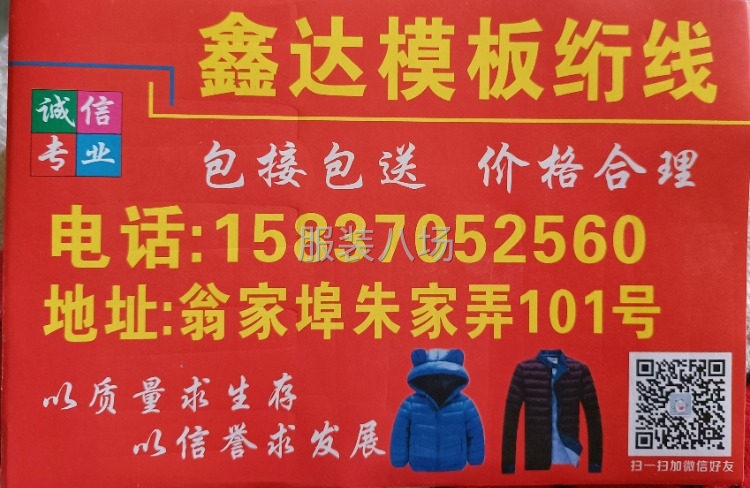 鑫达模板绗线
诚信
专业
包接包送 价格合理
电话:15837052560
服装人场
地址:翁家埠朱家弄101号
以质量求生存
以信誉求发展
扫一扫加微信好友